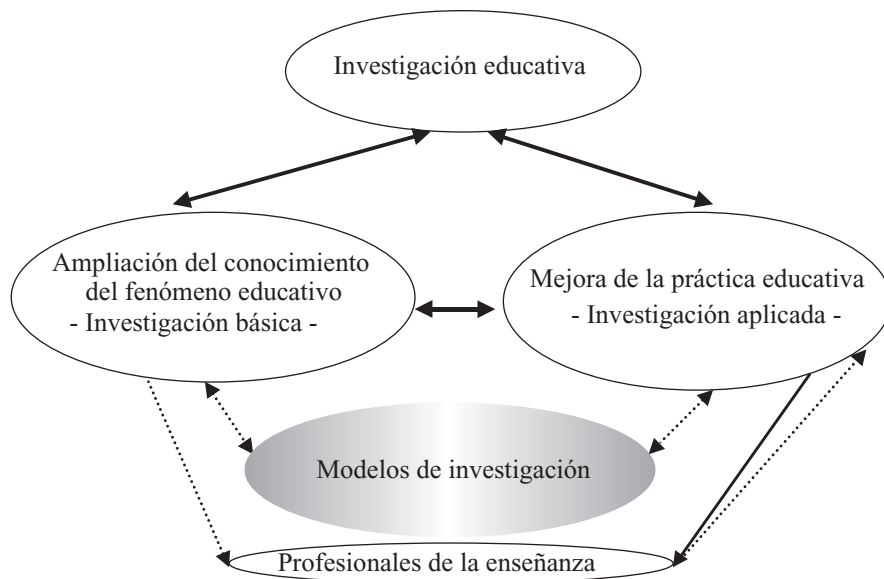 Investigación educativa
Ampliación del conocimiento
del fenómeno educativo
- Investigación básica -
Mejora de la práctica educativa
- Investigación aplicada -
Modelos de investigación
Profesionales de la enseñanza